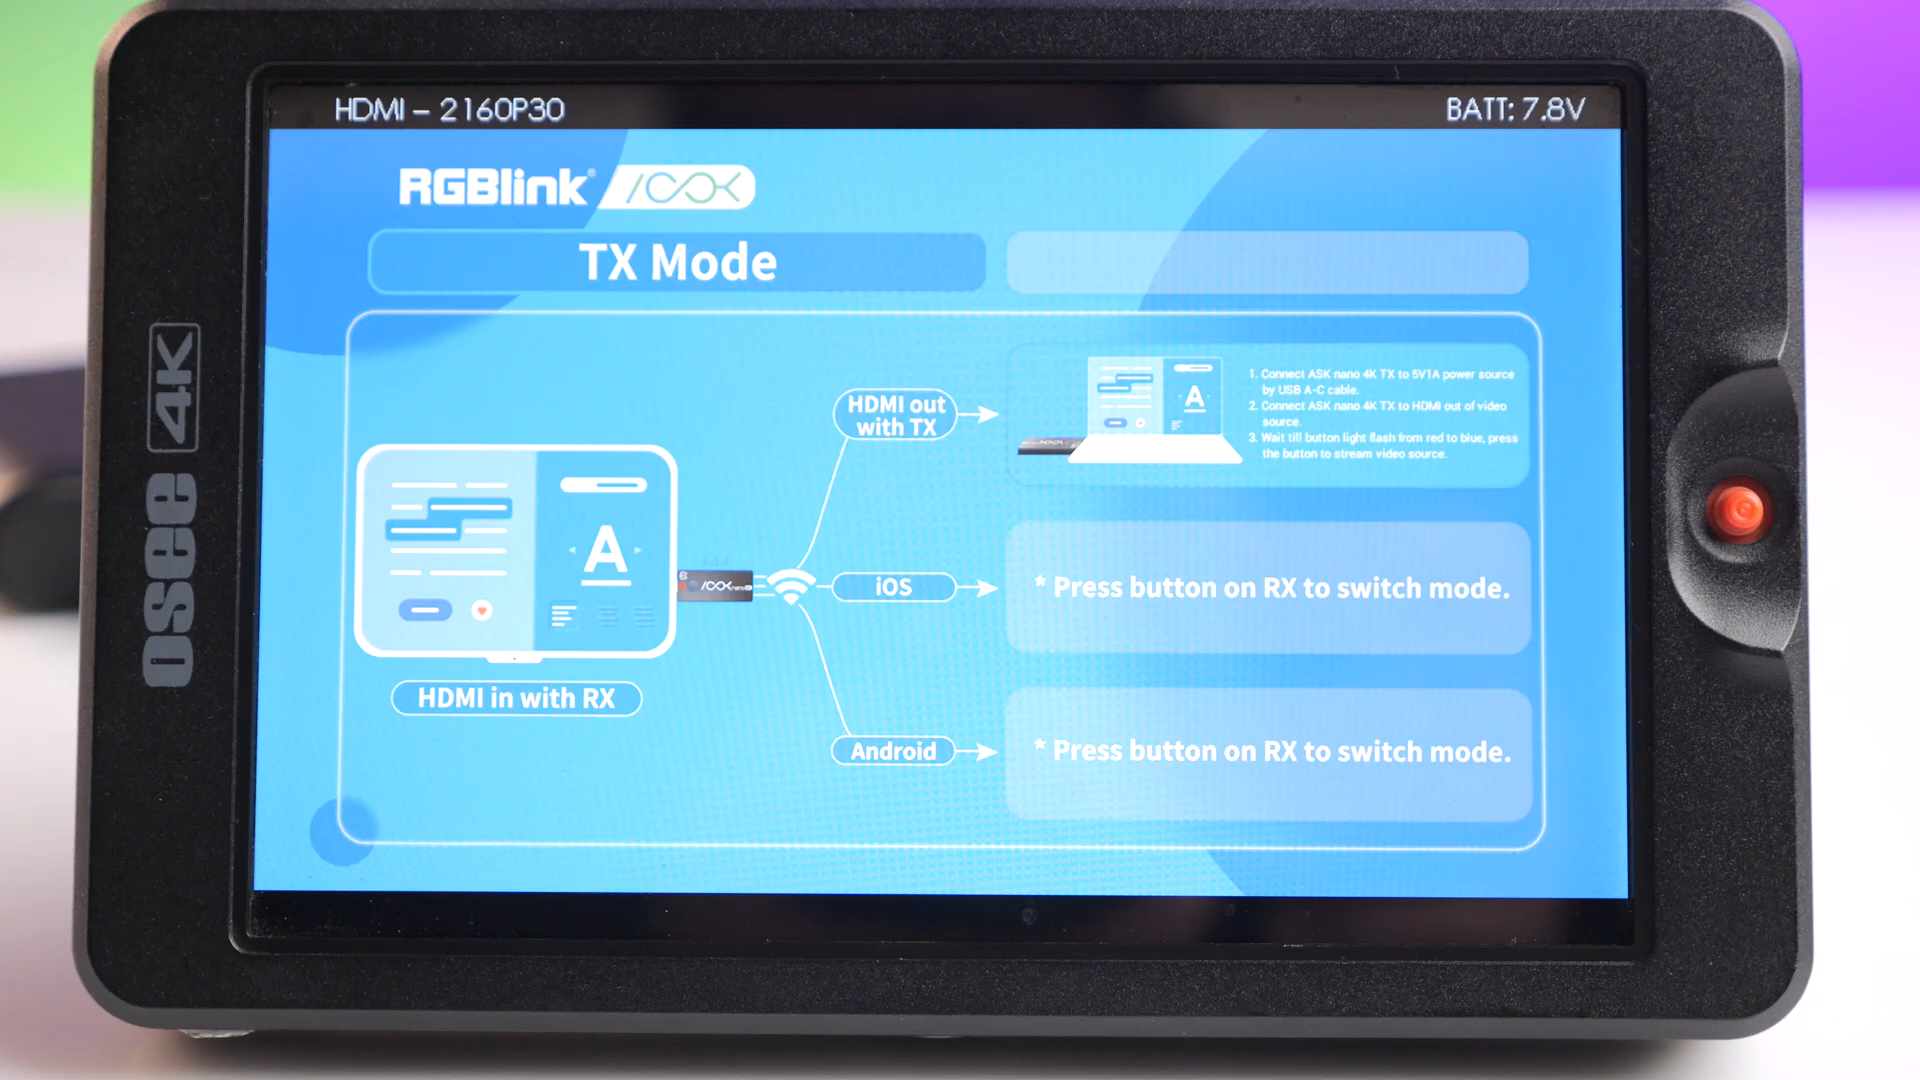 HDMI – 2160P30
BATT: 7.8V
RGBlink®
TX Mode
HDMI out
with TX
1. Connect ASK nano 4K TX to 5V1A power source
by USB A-C cable.
2. Connect ASK nano 4K TX to HDMI out of video
source.
3. Wait till button light flash from red to blue, press
the button to stream video source.
A
A
iOS
* Press button on RX to switch mode.
HDMI in with RX
Android
* Press button on RX to switch mode.
osee 4K